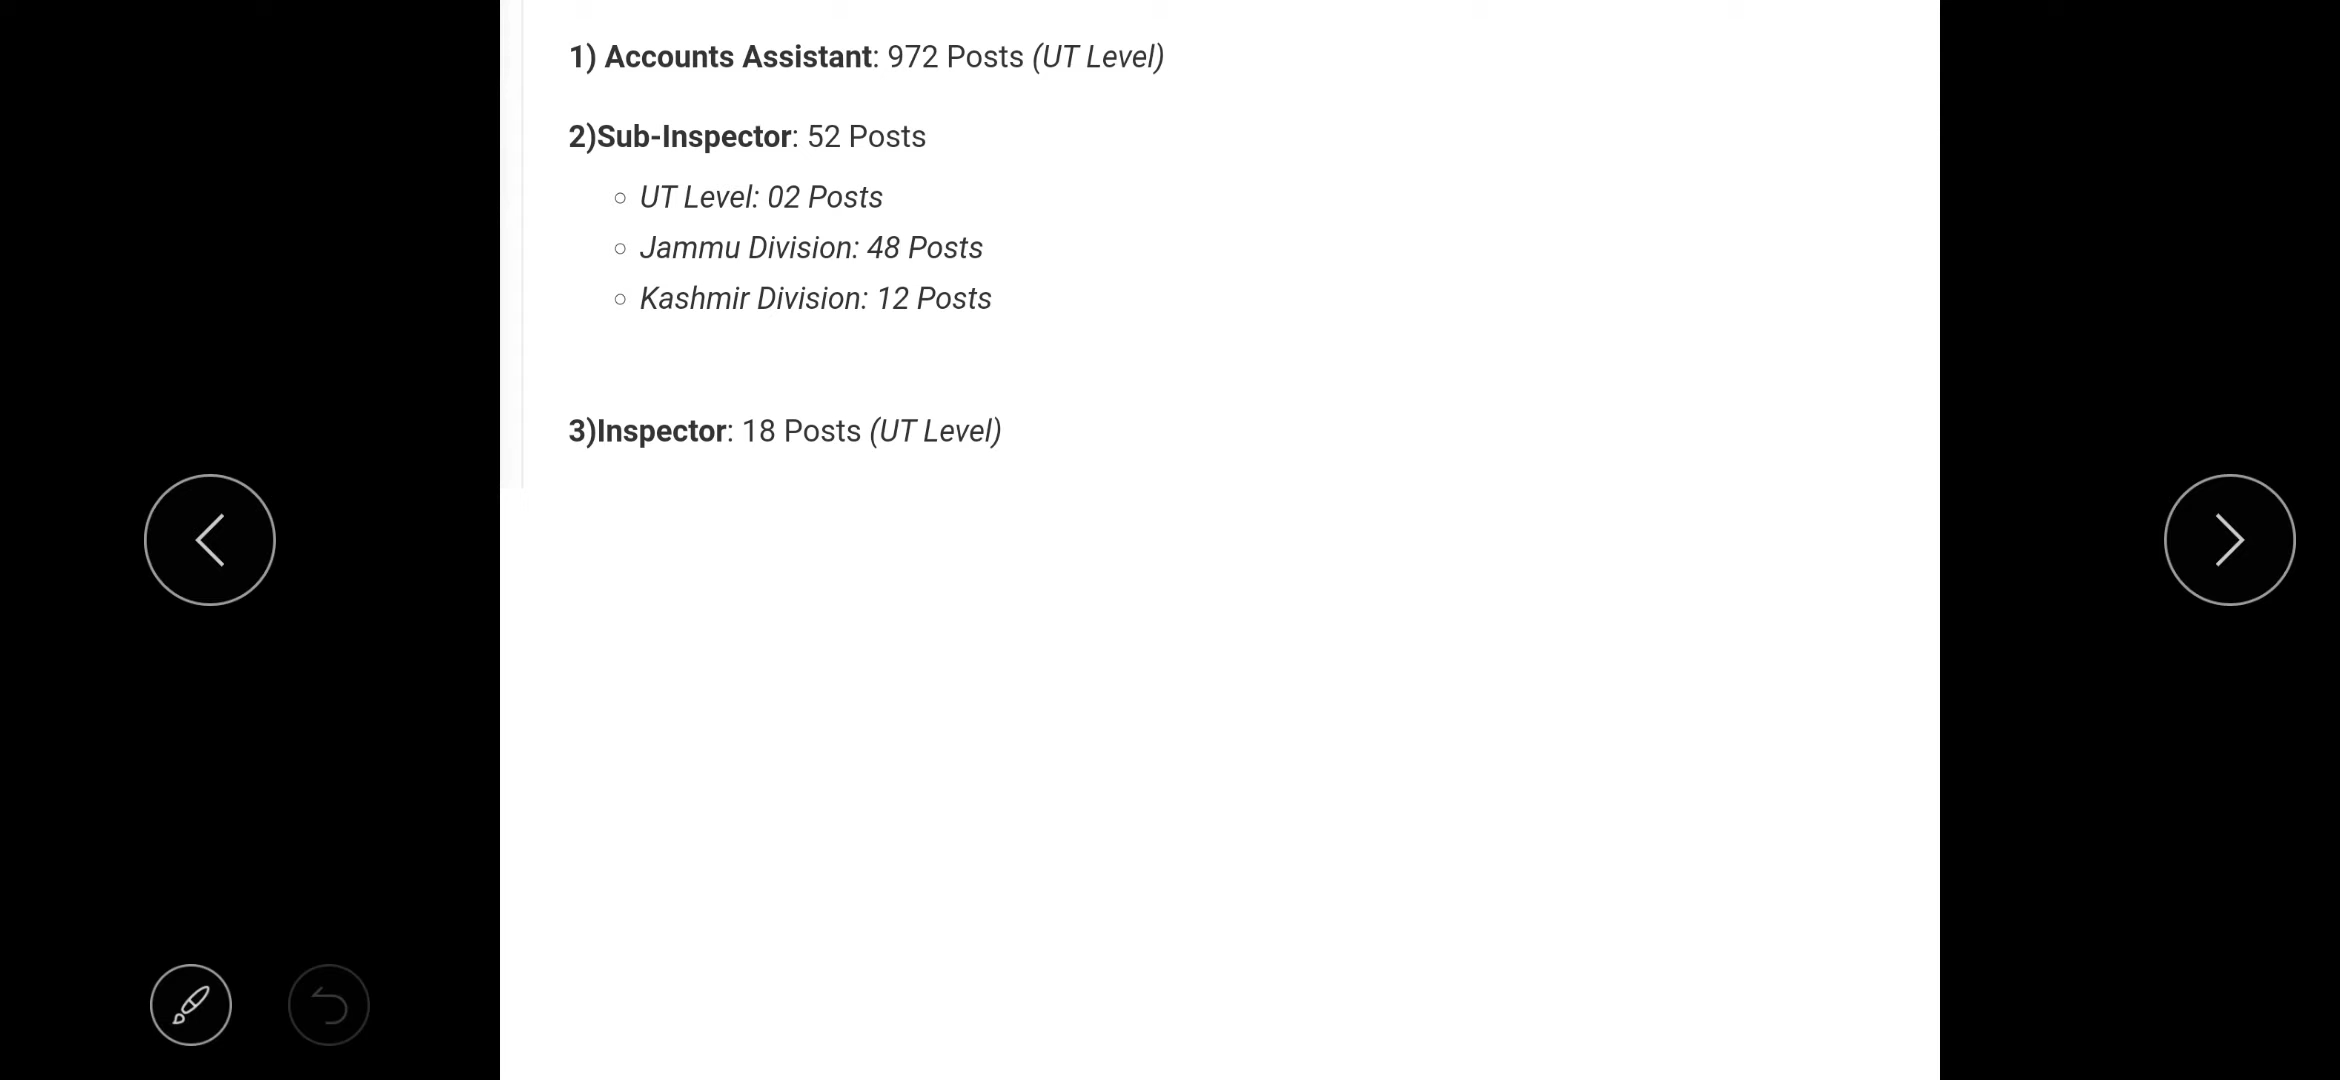 1) Accounts Assistant: 972 Posts (UT Level)
2)Sub-Inspector: 52 Posts
○ UT Level: 02 Posts
○ Jammu Division: 48 Posts
○ Kashmir Division: 12 Posts
3)Inspector: 18 Posts (UT Level)